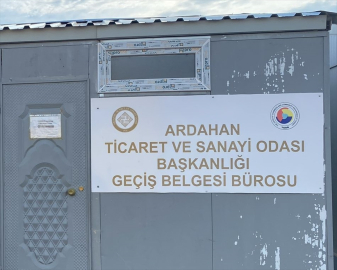 ARDAHAN
TİCARET VE SANAYİ ODASI
BAŞKANLIĞI
GEÇİŞ BELGESİ BÜROSU